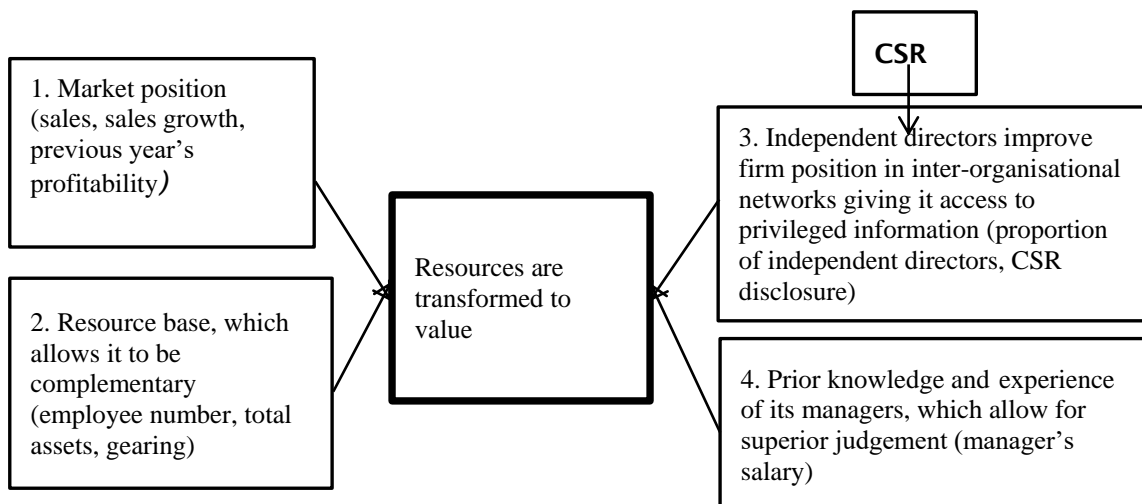 CSR
1. Market position
(sales, sales growth,
previous year’s
profitability)
3. Independent directors improve
firm position in inter-organisational
networks giving it access to
privileged information (proportion
of independent directors, CSR
disclosure)
Resources are
transformed to
value
2. Resource base, which
allows it to be
complementary
(employee number, total
assets, gearing)
4. Prior knowledge and experience
of its managers, which allow for
superior judgement (manager’s
salary)